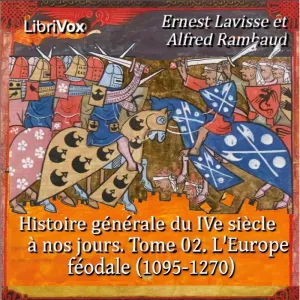 LibriVox
Ernest Lavisse et
Alfred Rambaud
Histoire générale du IVe siècle
à nos jours. Tome 02. L'Europe
féodale (1095-1270)